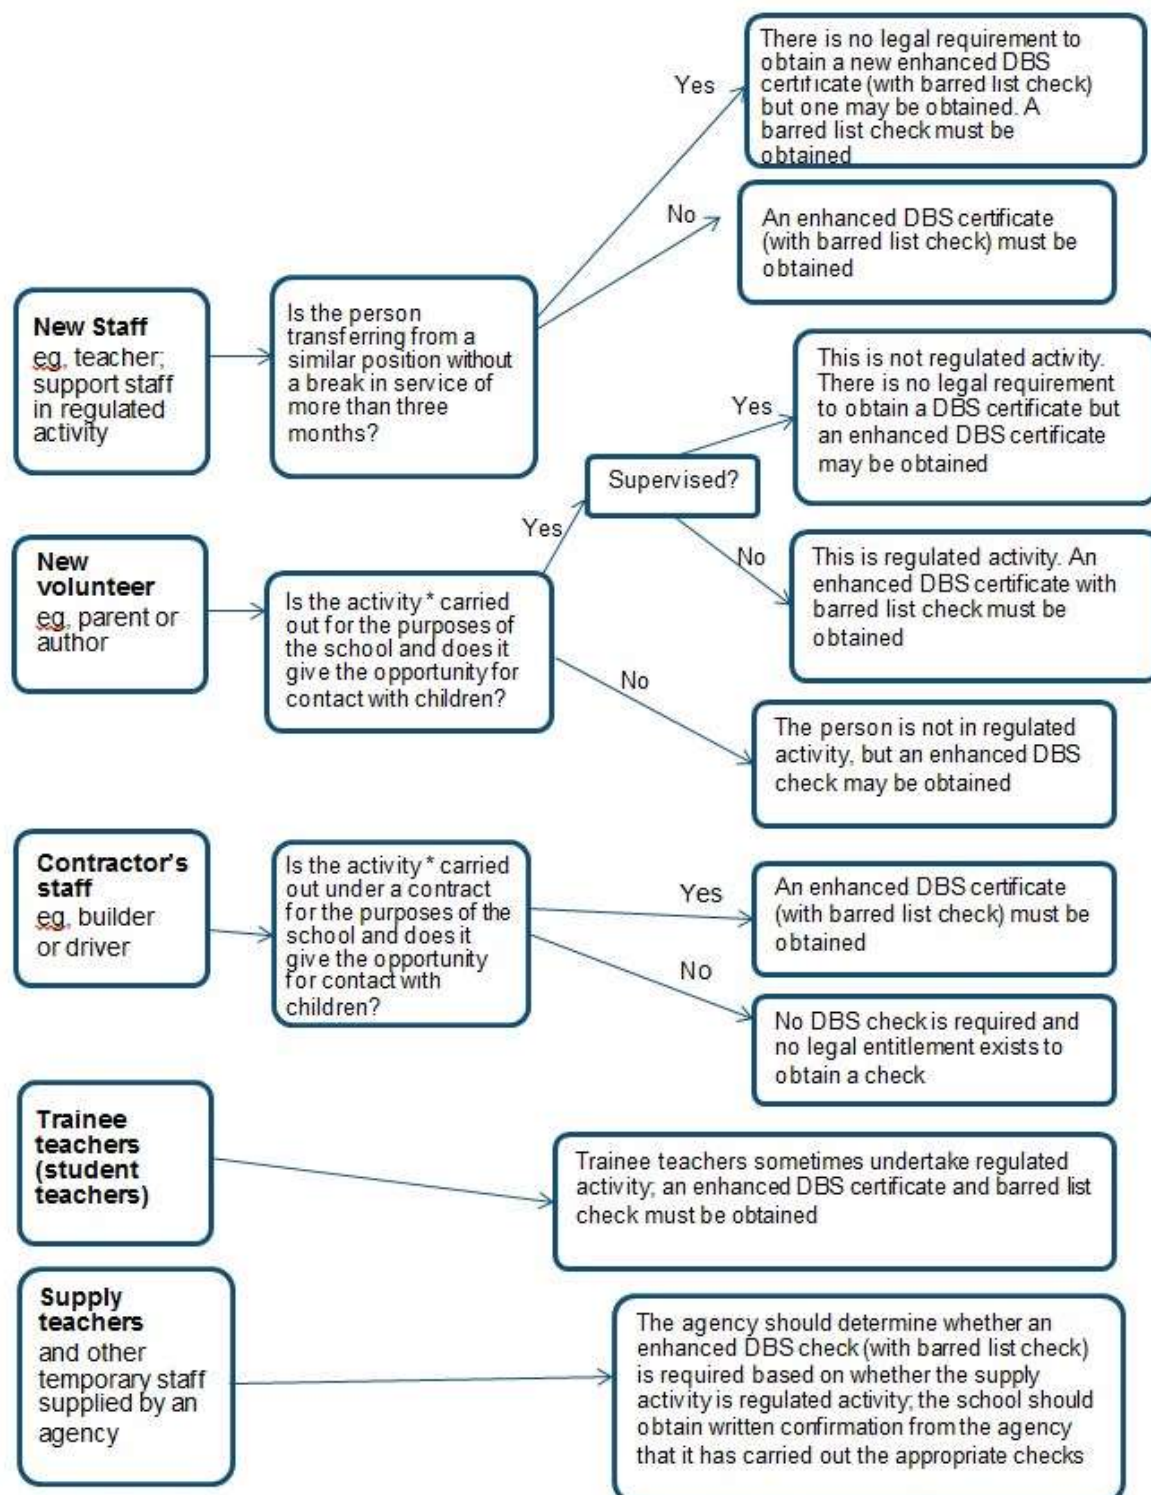 There is no legal requirement to
obtain a new enhanced DBS
certificate (with barred list check)
but one may be obtained. A
barred list check must be
obtained
Yes
No
An enhanced DBS certificate
(with barred list check) must be
obtained
New Staff
eg, teacher;
support staff
in regulated
activity
Is the person
transferring from a
similar position without
a break in service of
more than three
months?
This is not regulated activity.
There is no legal requirement
to obtain a DBS certificate but
an enhanced DBS certificate
may be obtained
Yes
Supervised?
Yes
No
This is regulated activity. An
enhanced DBS certificate with
barred list check must be
obtained
New
volunteer
eg, parent or
author
Is the activity * carried
out for the purposes of
the school and does it
give the opportunity for
contact with children?
No
The person is not in regulated
activity, but an enhanced DBS
check may be obtained
Contractor's
staff
eg, builder
or driver
Is the activity * carried
out under a contract
for the purposes of the
school and does it
give the opportunity
for contact with
children?
Yes
An enhanced DBS certificate
(with barred list check) must be
obtained
No
No DBS check is required and
no legal entitlement exists to
obtain a check
Trainee
teachers
(student
teachers)
Trainee teachers sometimes undertake regulated
activity; an enhanced DBS certificate and barred list
check must be obtained
Supply
teachers
and other
temporary staff
supplied by an
agency
The agency should determine whether an
enhanced DBS check (with barred list check)
is required based on whether the supply
activity is regulated activity; the school should
obtain written confirmation from the agency
that it has carried out the appropriate checks